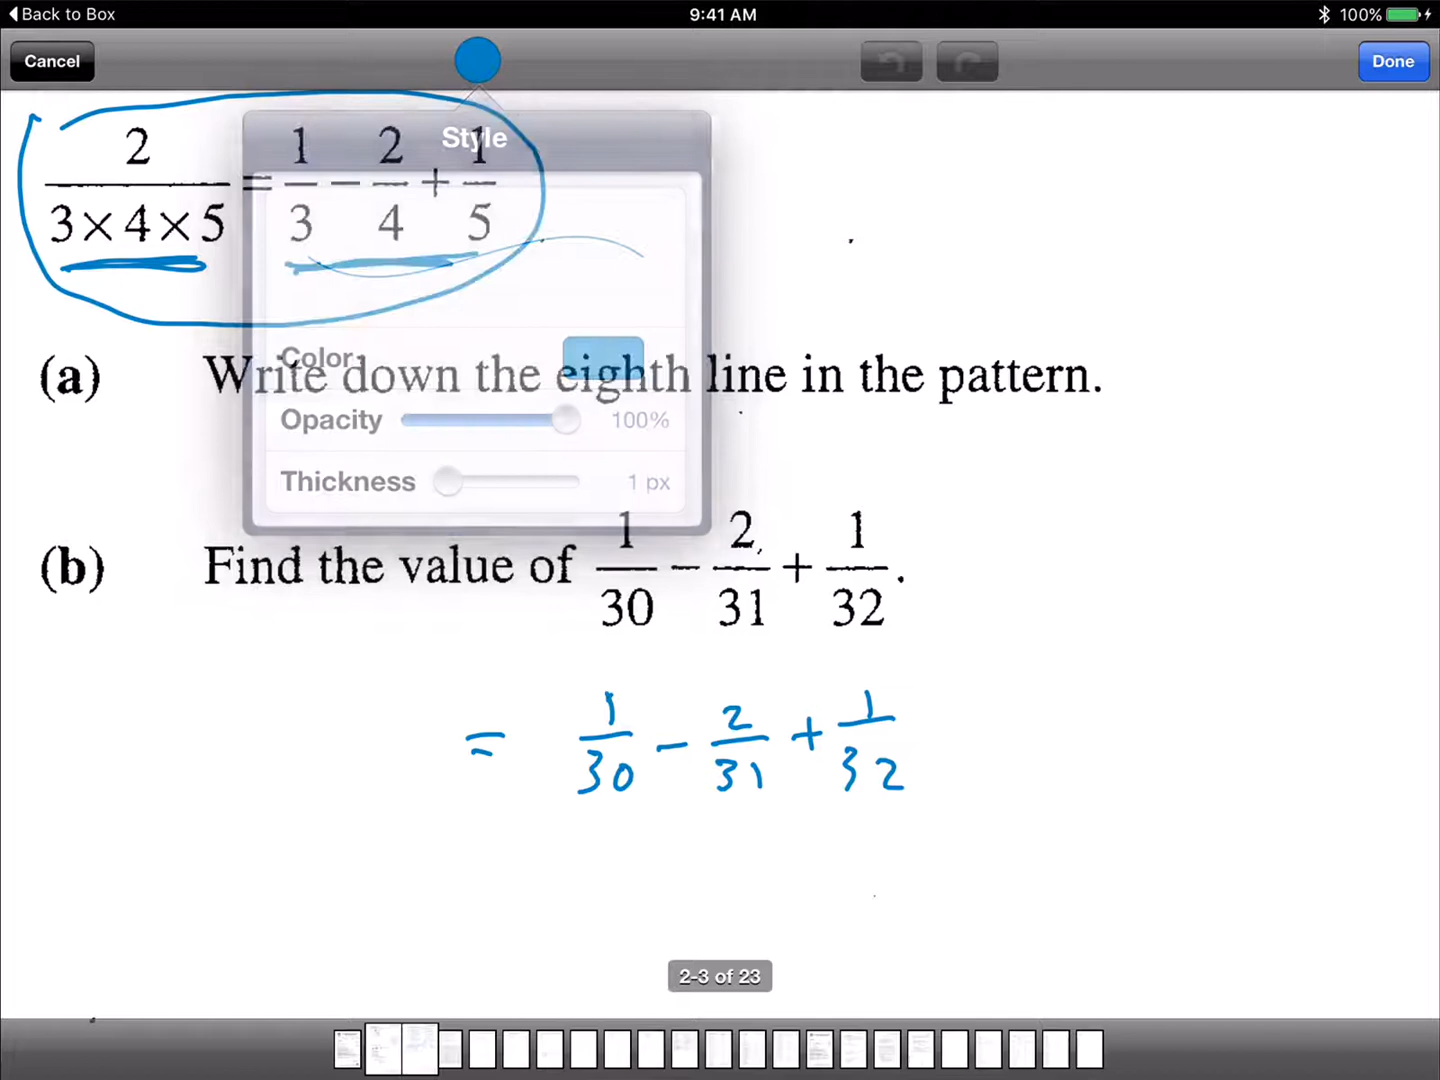 Back to Box 9:41 AM 100%
Cancel Done
Style
2/(3×4×5) = 1/3 − 2/4 + 1/5
(a) Write down the eighth line in the pattern.
Color
Opacity 100%
Thickness 1 px
(b) Find the value of 1/30 − 2/31 + 1/32.
= 1/30 − 2/31 + 1/32
2-3 of 23